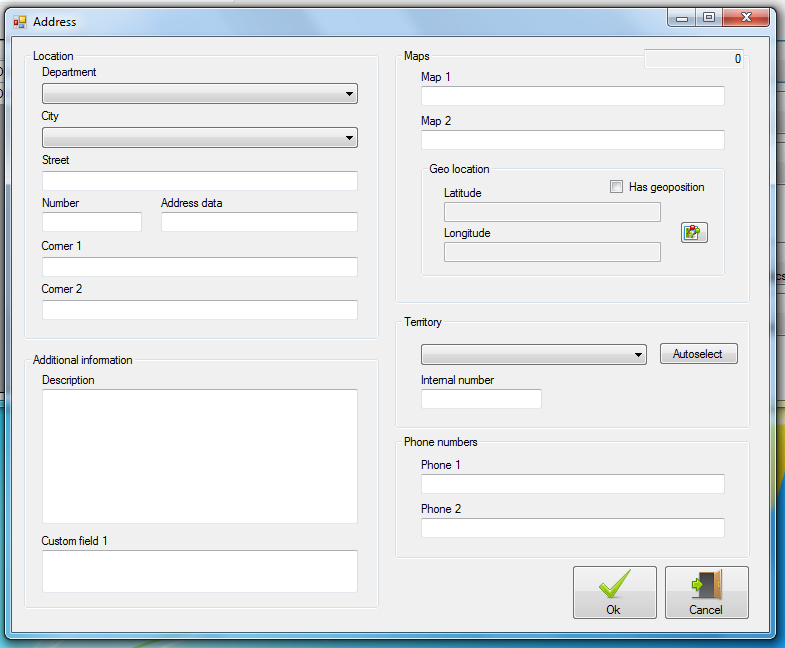 Address
Location
Department
City
Street
Number Address data
Corner 1
Corner 2
Additional information
Description
Custom field 1
Maps 0
Map 1
Map 2
Geo location
Has geoposition
Latitude
Longitude
Territory
Autoselect
Internal number
Phone numbers
Phone 1
Phone 2
Ok Cancel